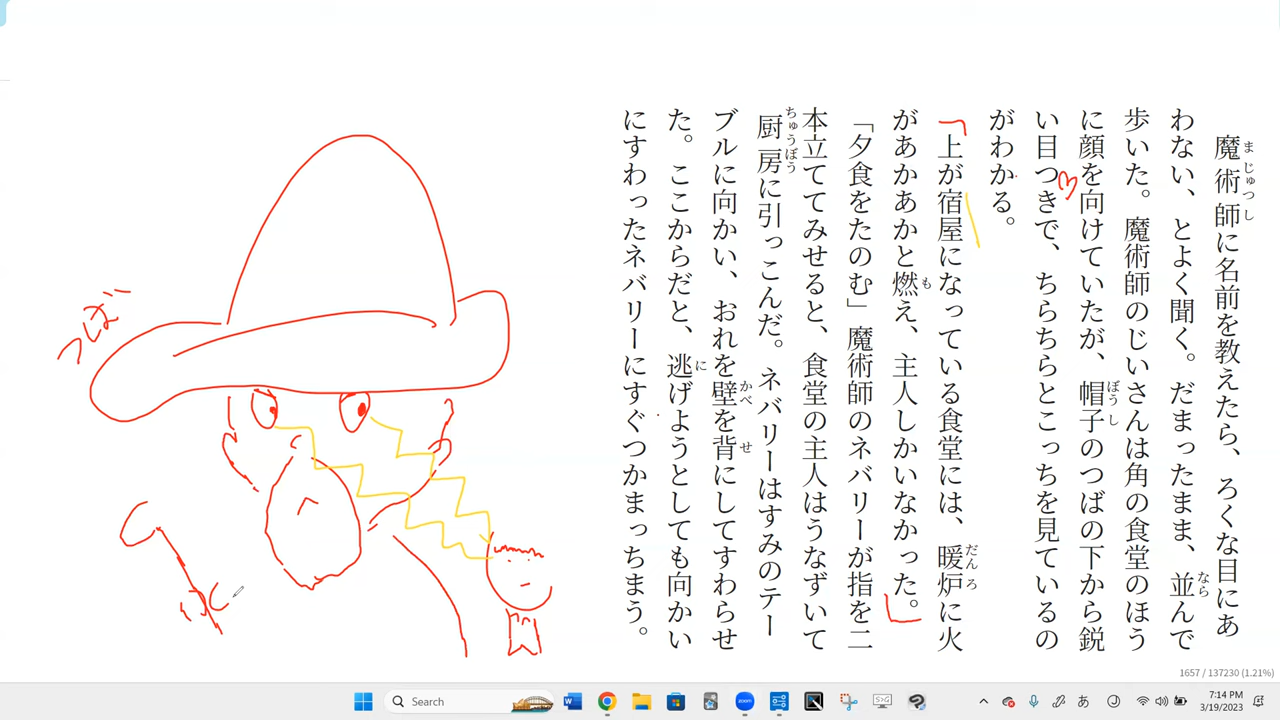 魔術師に名前を教えたら、ろくな目にあ
わない、とよく聞く。だまったまま、並んで
歩いた。魔術師のじいさんは角の食堂のほう
に顔を向けていたが、帽子のつばの下から鋭
い目つきで、ちらちらとこっちを見ているの
がわかる。
上が宿屋になっている食堂には、暖炉に火
があかあかと燃え、主人しかいなかった。
「夕食をたのむ」魔術師のネバリーが指を二
本立ててみせると、食堂の主人はうなずいて
厨房に引っこんだ。ネバリーはすみのテー
ブルに向かい、おれを壁を背にしてすわらせ
た。ここからだと、逃げようとしても向かい
にすわったネバリーにすぐつかまっちまう。
つば
1657 / 137230 (1.21%)
Search
あ
7:14 PM
3/19/2023